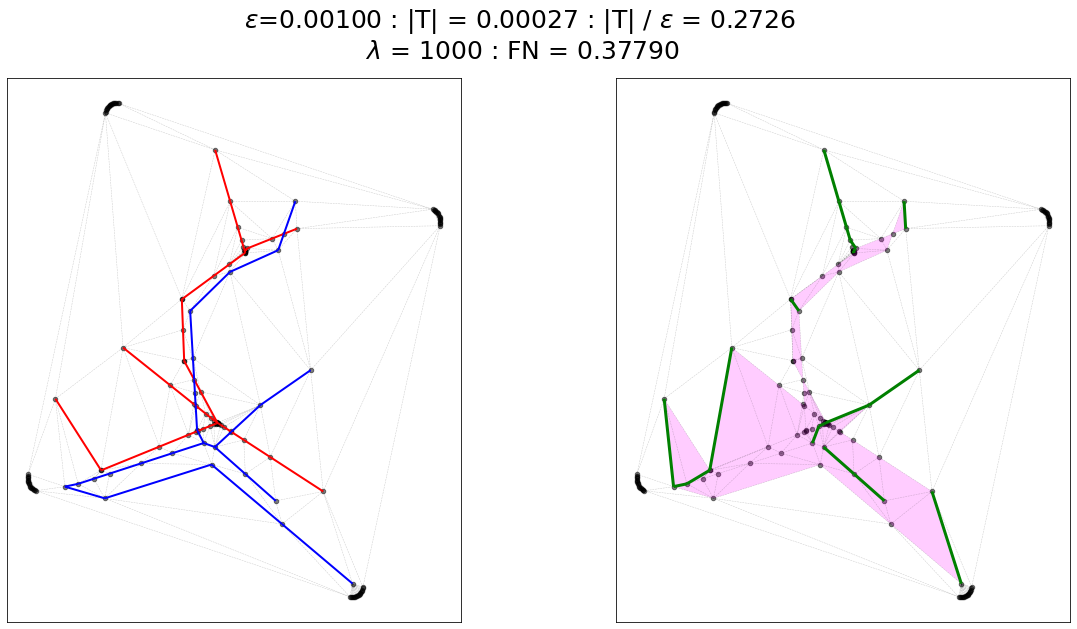 ε=0.00100 : |T| = 0.00027 : |T| / ε = 0.2726
λ = 1000 : FN = 0.37790